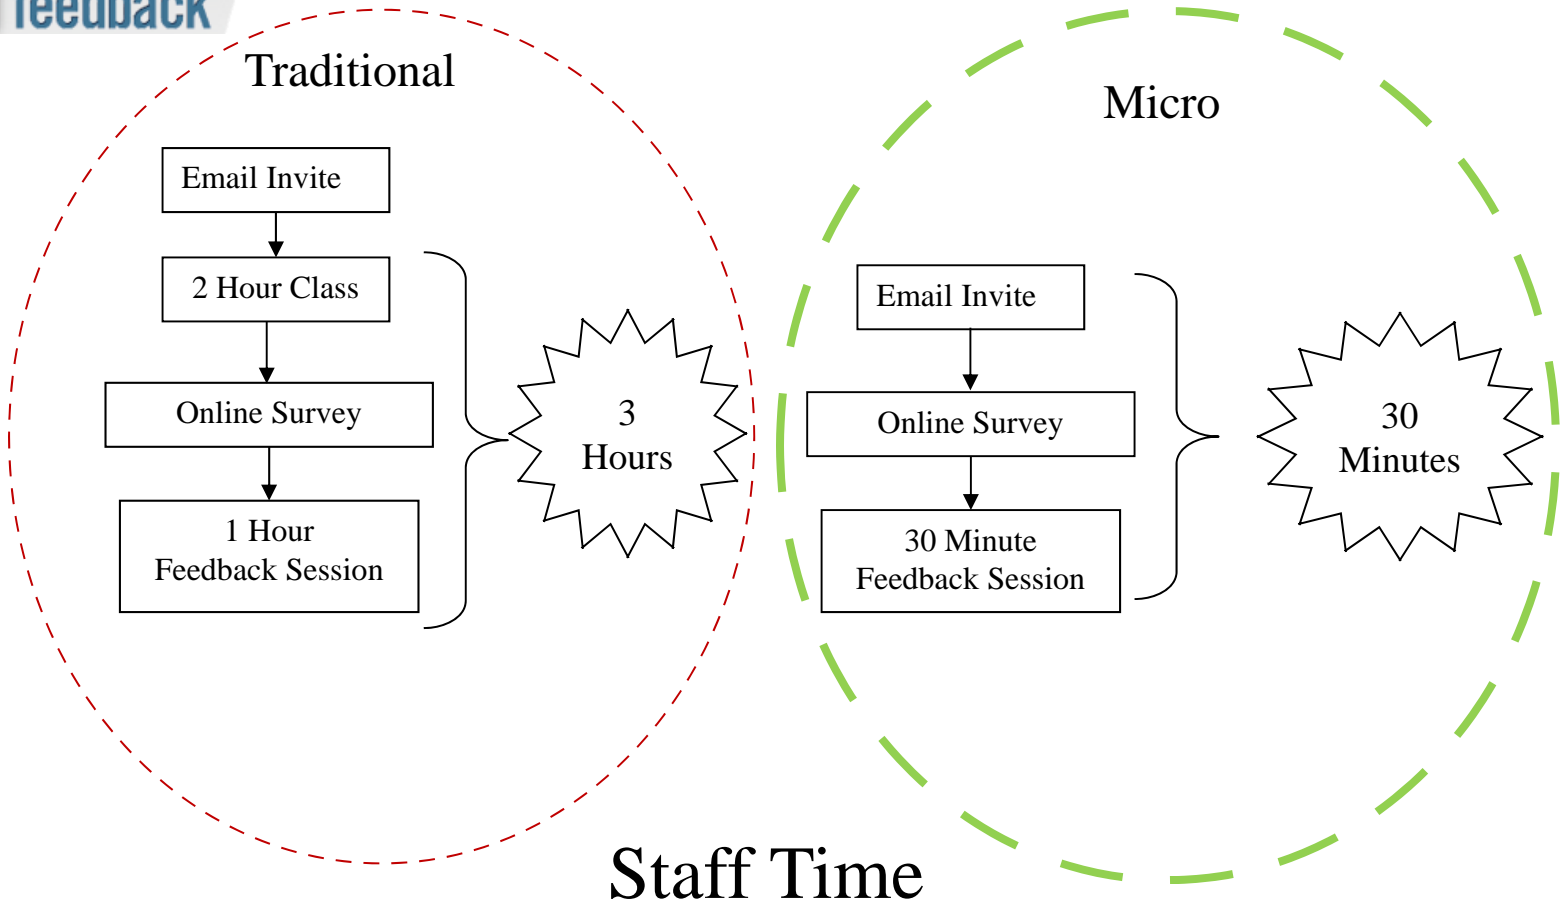 feedback
Traditional
Email Invite
2 Hour Class
Online Survey
1 Hour
Feedback Session
3
Hours
Micro
Email Invite
Online Survey
30 Minute
Feedback Session
30
Minutes
Staff Time